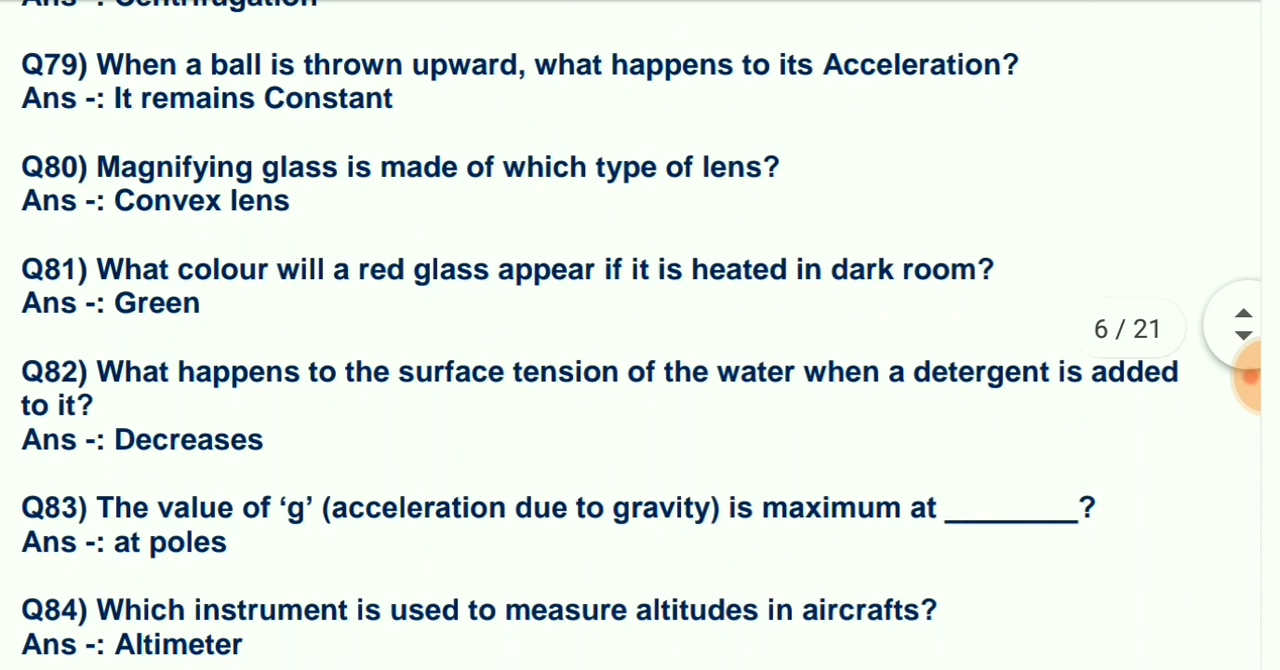 Ans -: Centrifugation
Q79) When a ball is thrown upward, what happens to its Acceleration?
Ans -: It remains Constant
Q80) Magnifying glass is made of which type of lens?
Ans -: Convex lens
Q81) What colour will a red glass appear if it is heated in dark room?
Ans -: Green
6 / 21
Q82) What happens to the surface tension of the water when a detergent is added
to it?
Ans -: Decreases
Q83) The value of ‘g’ (acceleration due to gravity) is maximum at ________?
Ans -: at poles
Q84) Which instrument is used to measure altitudes in aircrafts?
Ans -: Altimeter